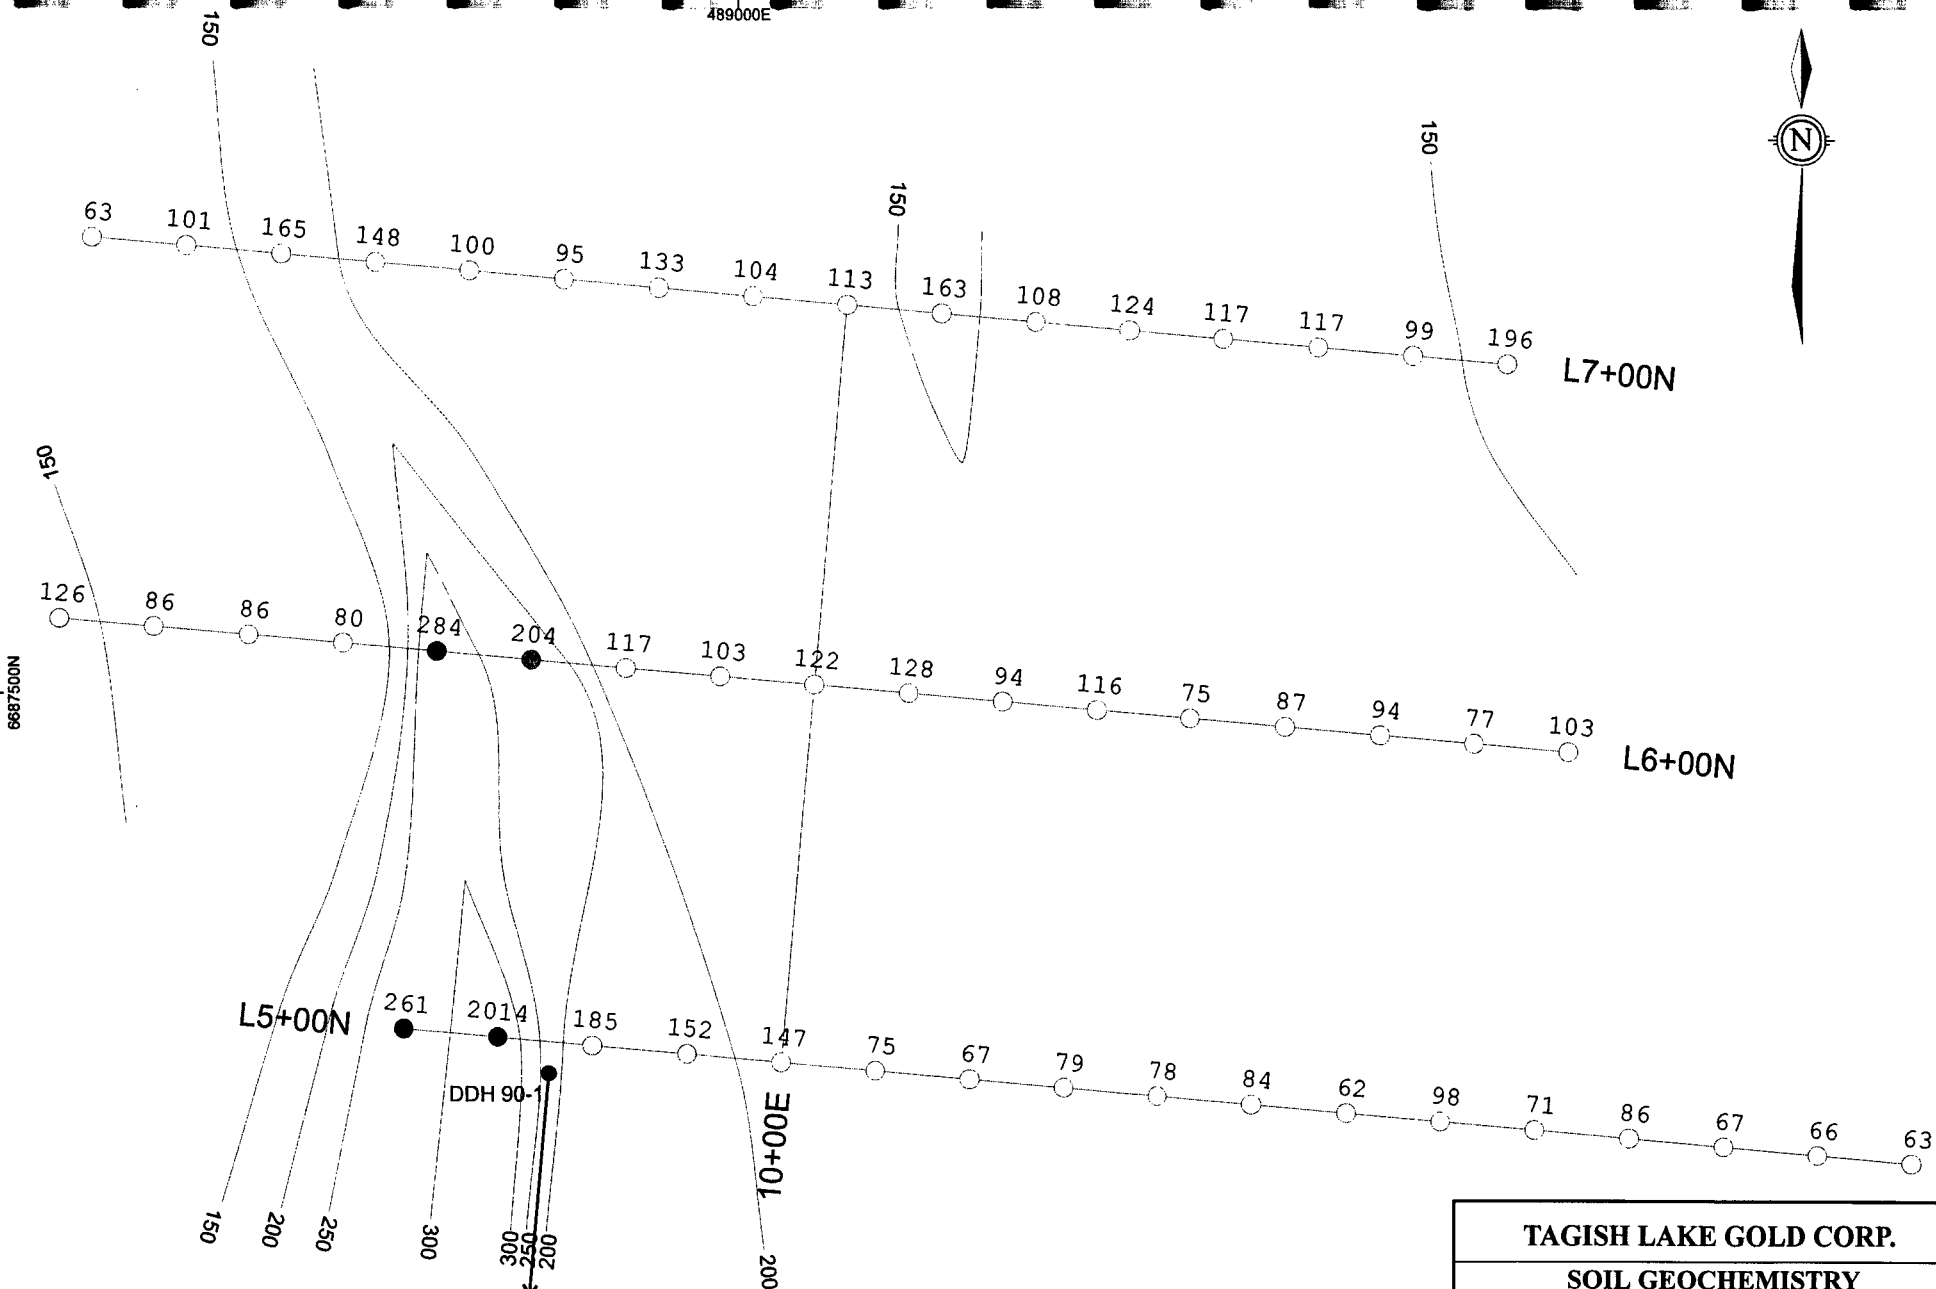 489000E
150
150
150
N
63 101 165 148 100 95 133 104 113 163 108 124 117 117 99 196
L7+00N
150
126 86 86 80 284 204 117 103 122 128 94 116 75 87 94 77 103
L6+00N
6687500N
L5+00N
261 2014 185 152 147 75 67 79 78 84 62 98 71 86 67 66 63
DDH 90-1
10+00E
150 200 250 300 300 250 200 200
TAGISH LAKE GOLD CORP.
SOIL GEOCHEMISTRY